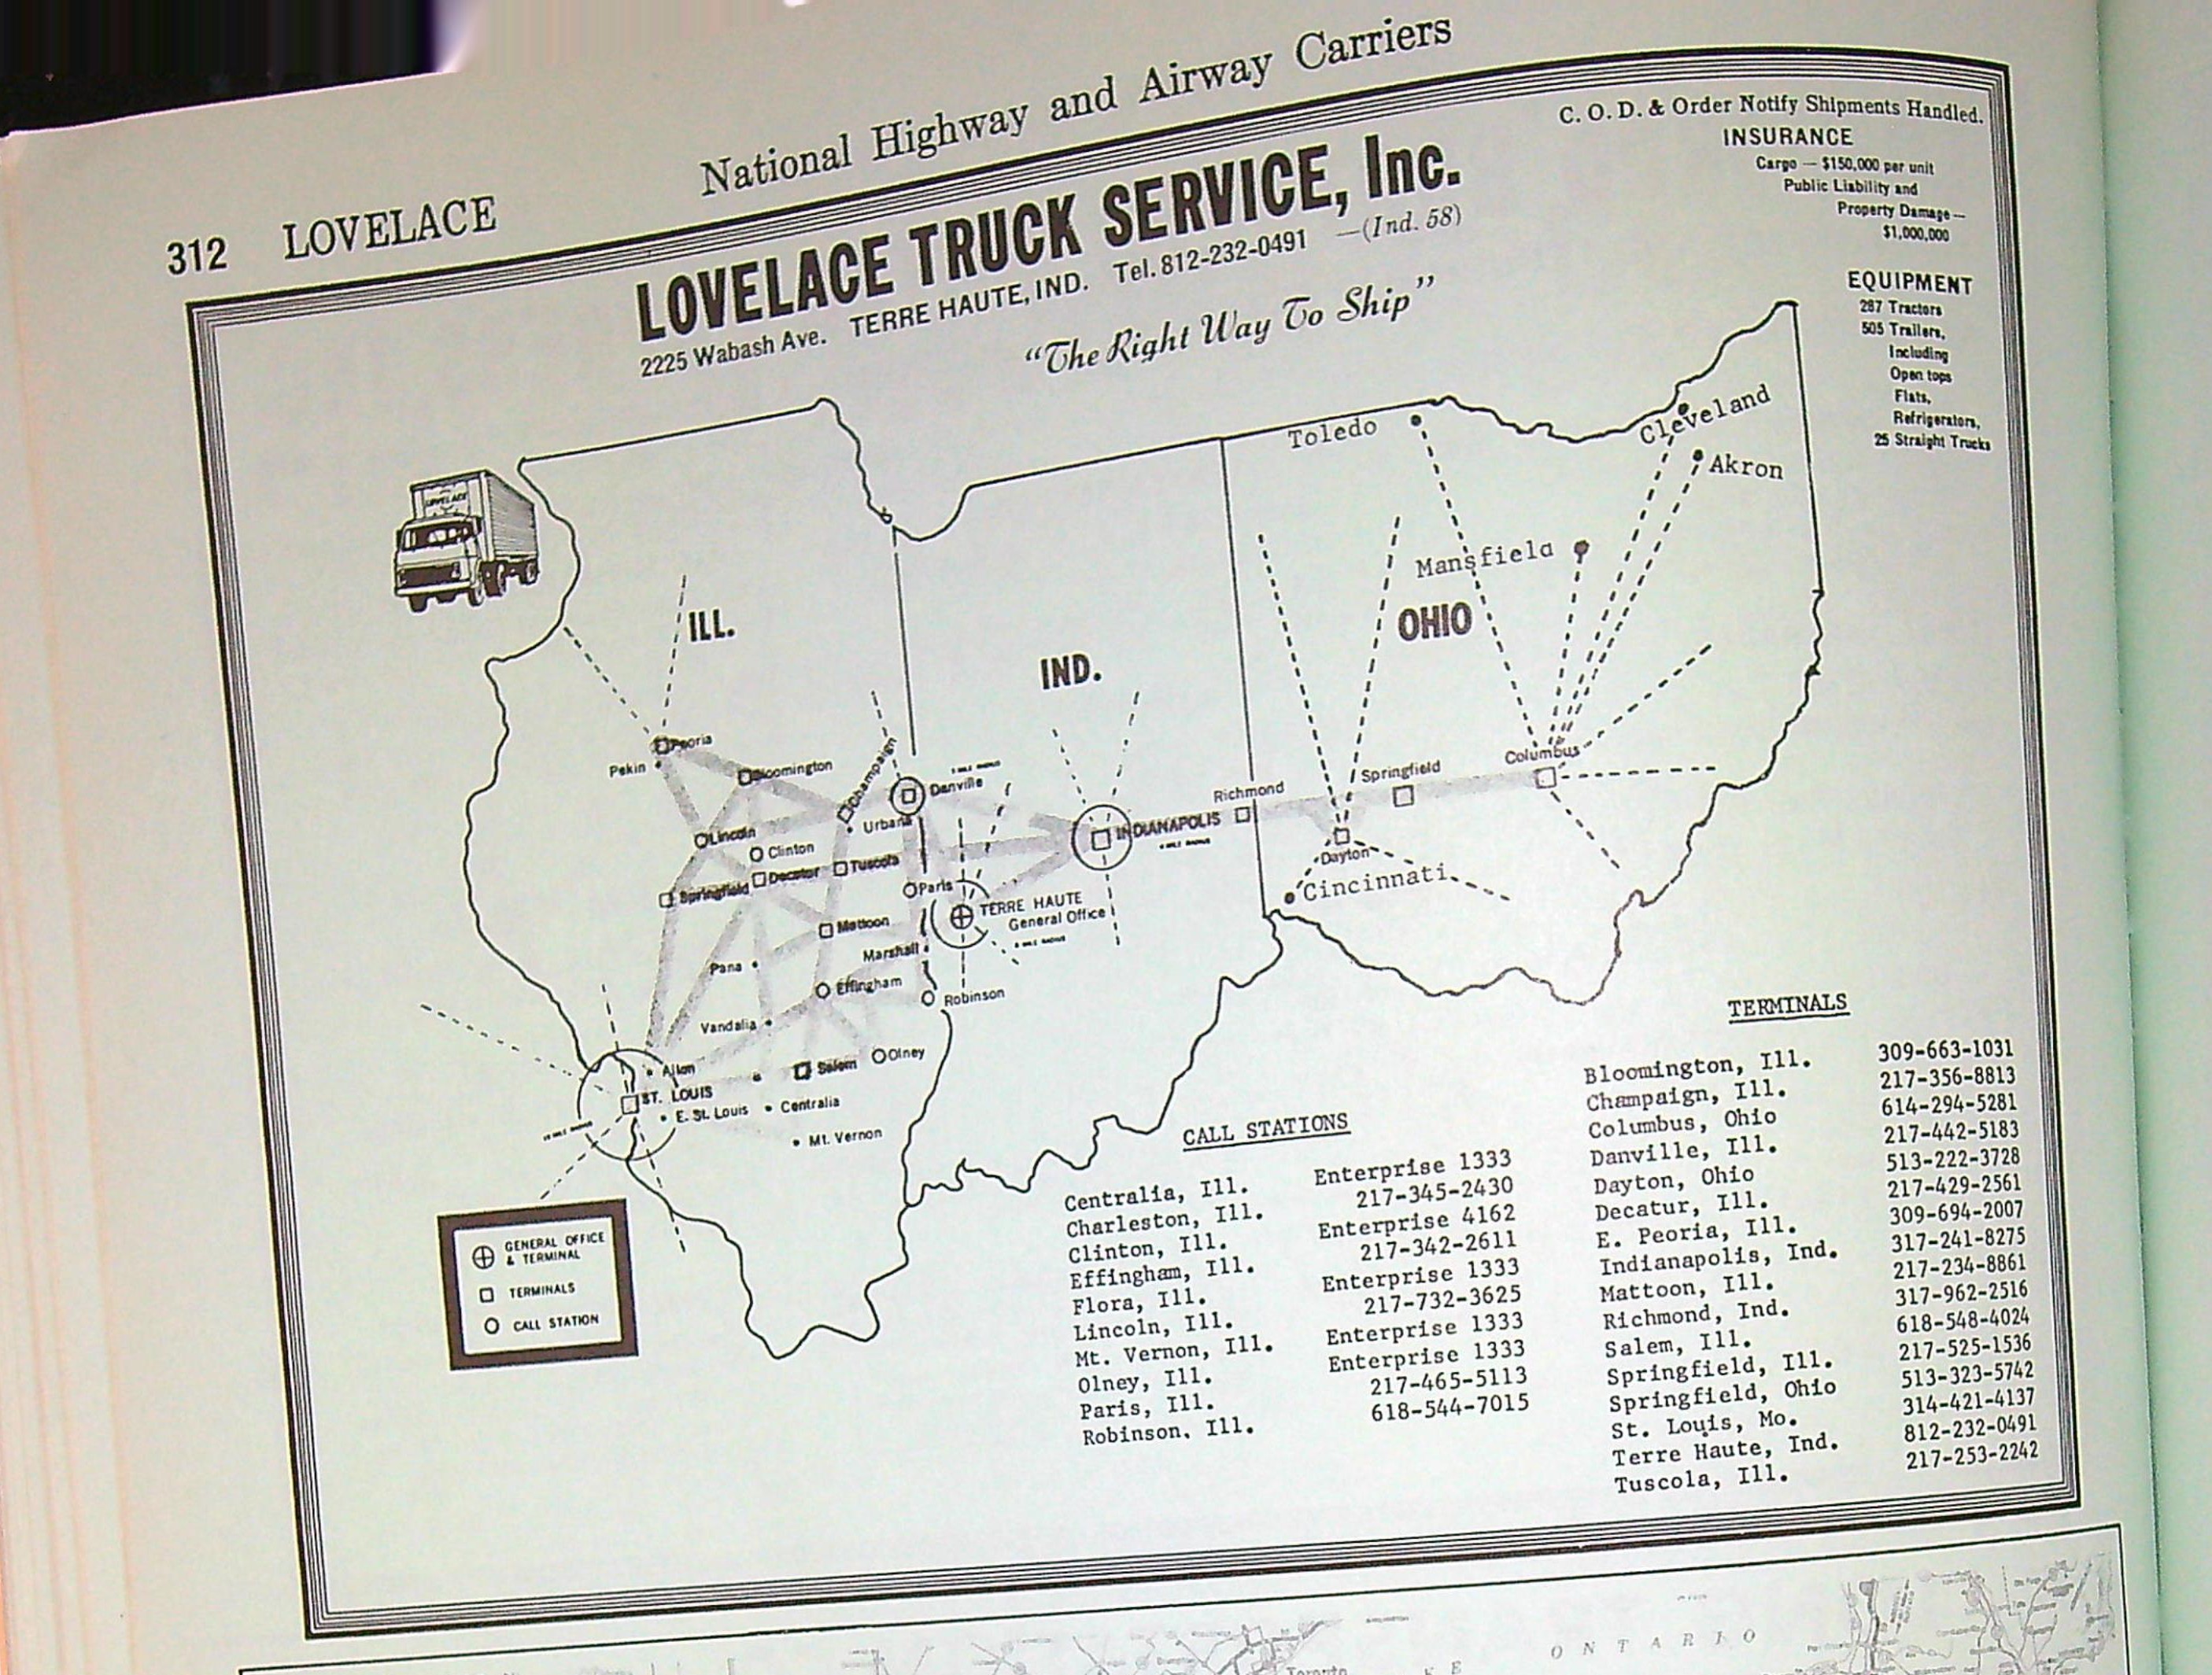 312 LOVELACE
National Highway and Airway Carriers
LOVELACE TRUCK SERVICE, Inc.
2225 Wabash Ave. TERRE HAUTE, IND. Tel. 812-232-0491 —(Ind. 58)
"The Right Way To Ship"
C. O. D. & Order Notify Shipments Handled.
INSURANCE
Cargo — $150,000 per unit
Public Liability and
Property Damage —
$1,000,000
EQUIPMENT
287 Tractors
505 Trailers,
Including
Open tops
Flats,
Refrigerators,
25 Straight Trucks
LOVELACE
Toledo
Cleveland
Akron
Mansfield
ILL.
IND.
OHIO
Peoria
Pekin
Bloomington
Champaign
Danville
Urbana
Lincoln
Clinton
Tuscola
Decatur
Springfield
Paris
INDIANAPOLIS
Richmond
Springfield
Columbus
Dayton
Cincinnati
TERRE HAUTE
General Office
Mattoon
Marshall
Pana
Effingham
Robinson
Vandalia
Olney
Salem
Alton
ST. LOUIS
E. St. Louis
Centralia
Mt. Vernon
GENERAL OFFICE
& TERMINAL
TERMINALS
CALL STATION
CALL STATIONS
Centralia, Ill. Enterprise 1333
Charleston, Ill. 217-345-2430
Clinton, Ill. Enterprise 4162
Effingham, Ill. 217-342-2611
Flora, Ill. Enterprise 1333
Lincoln, Ill. 217-732-3625
Mt. Vernon, Ill. Enterprise 1333
Olney, Ill. Enterprise 1333
Paris, Ill. 217-465-5113
Robinson, Ill. 618-544-7015
TERMINALS
Bloomington, Ill. 309-663-1031
Champaign, Ill. 217-356-8813
Columbus, Ohio 614-294-5281
Danville, Ill. 217-442-5183
Dayton, Ohio 513-222-3728
Decatur, Ill. 217-429-2561
E. Peoria, Ill. 309-694-2007
Indianapolis, Ind. 317-241-8275
Mattoon, Ill. 217-234-8861
Richmond, Ind. 317-962-2516
Salem, Ill. 618-548-4024
Springfield, Ill. 217-525-1536
Springfield, Ohio 513-323-5742
St. Louis, Mo. 314-421-4137
Terre Haute, Ind. 812-232-0491
Tuscola, Ill. 217-253-2242
ONTARIO
Toronto